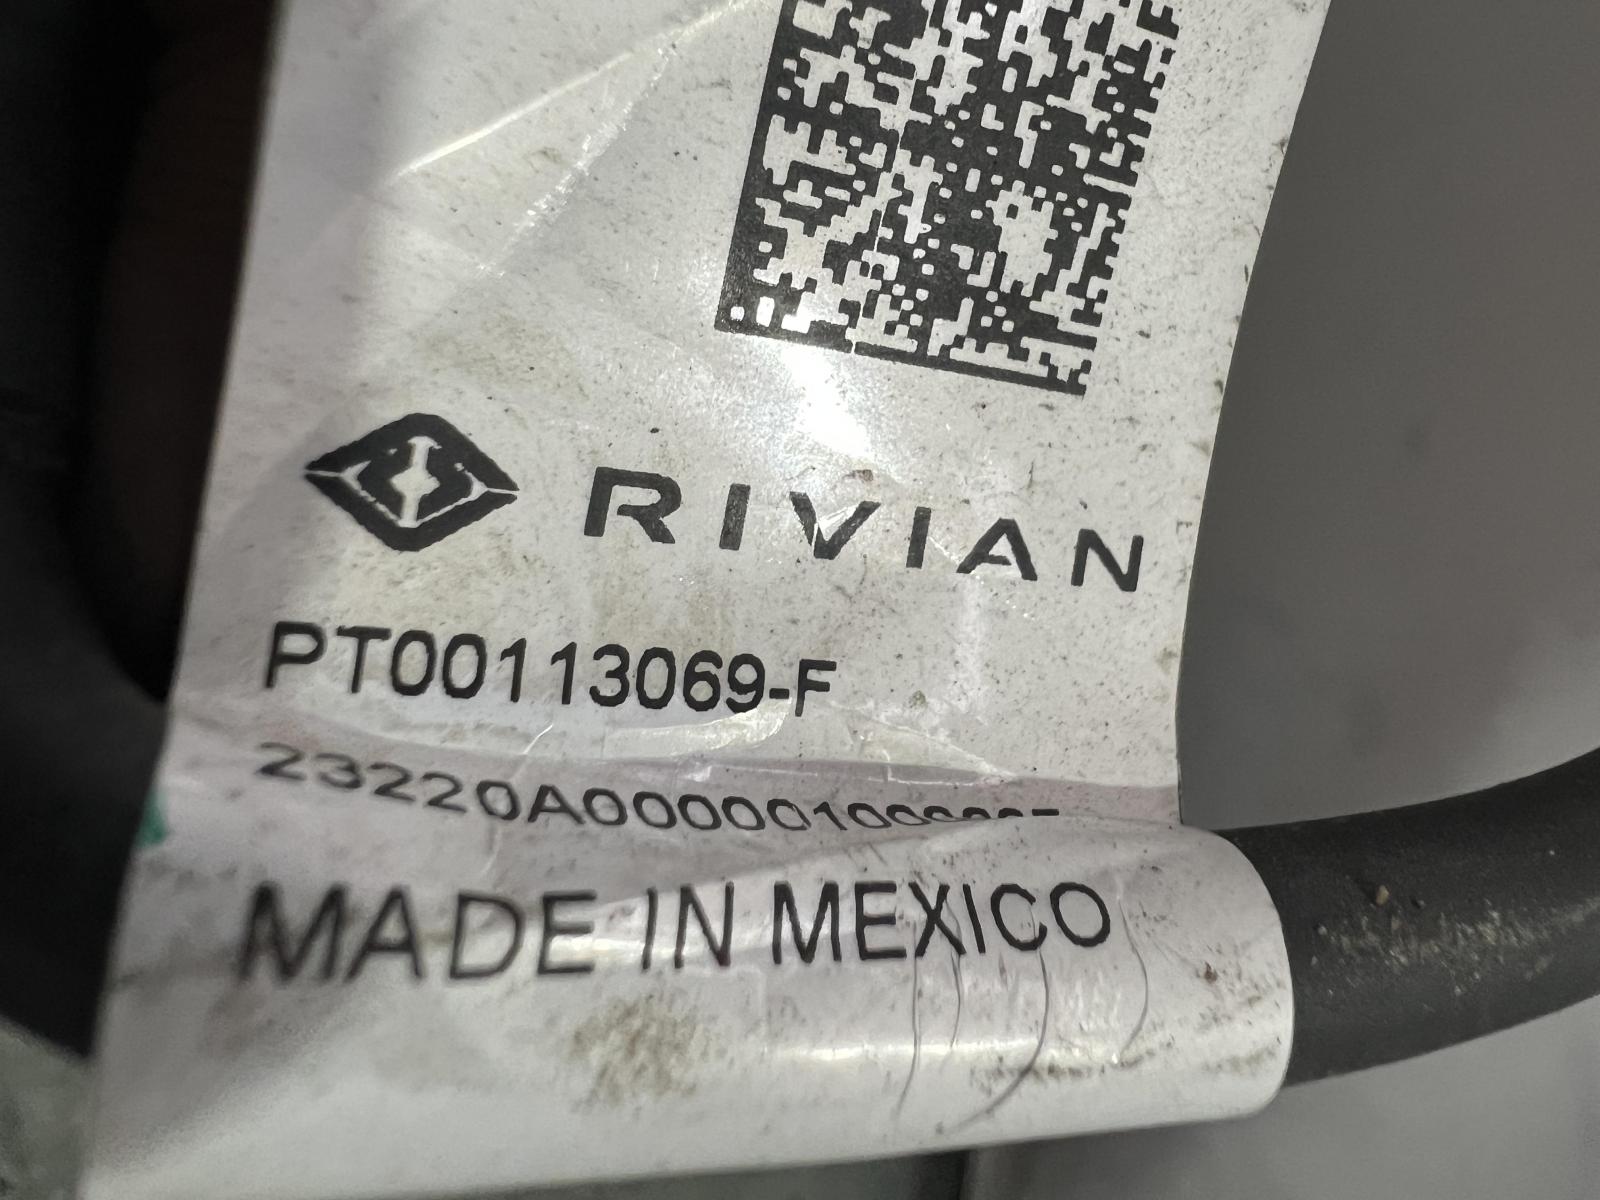 RIVIAN
PT00113069-F
MADE IN MEXICO